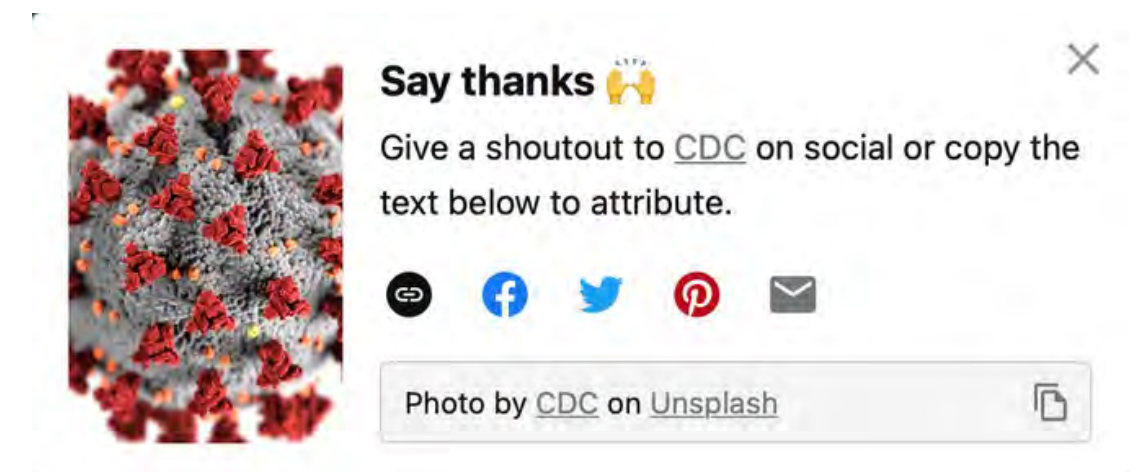 Say thanks 🙌
Give a shoutout to CDC on social or copy the
text below to attribute.
Photo by CDC on Unsplash